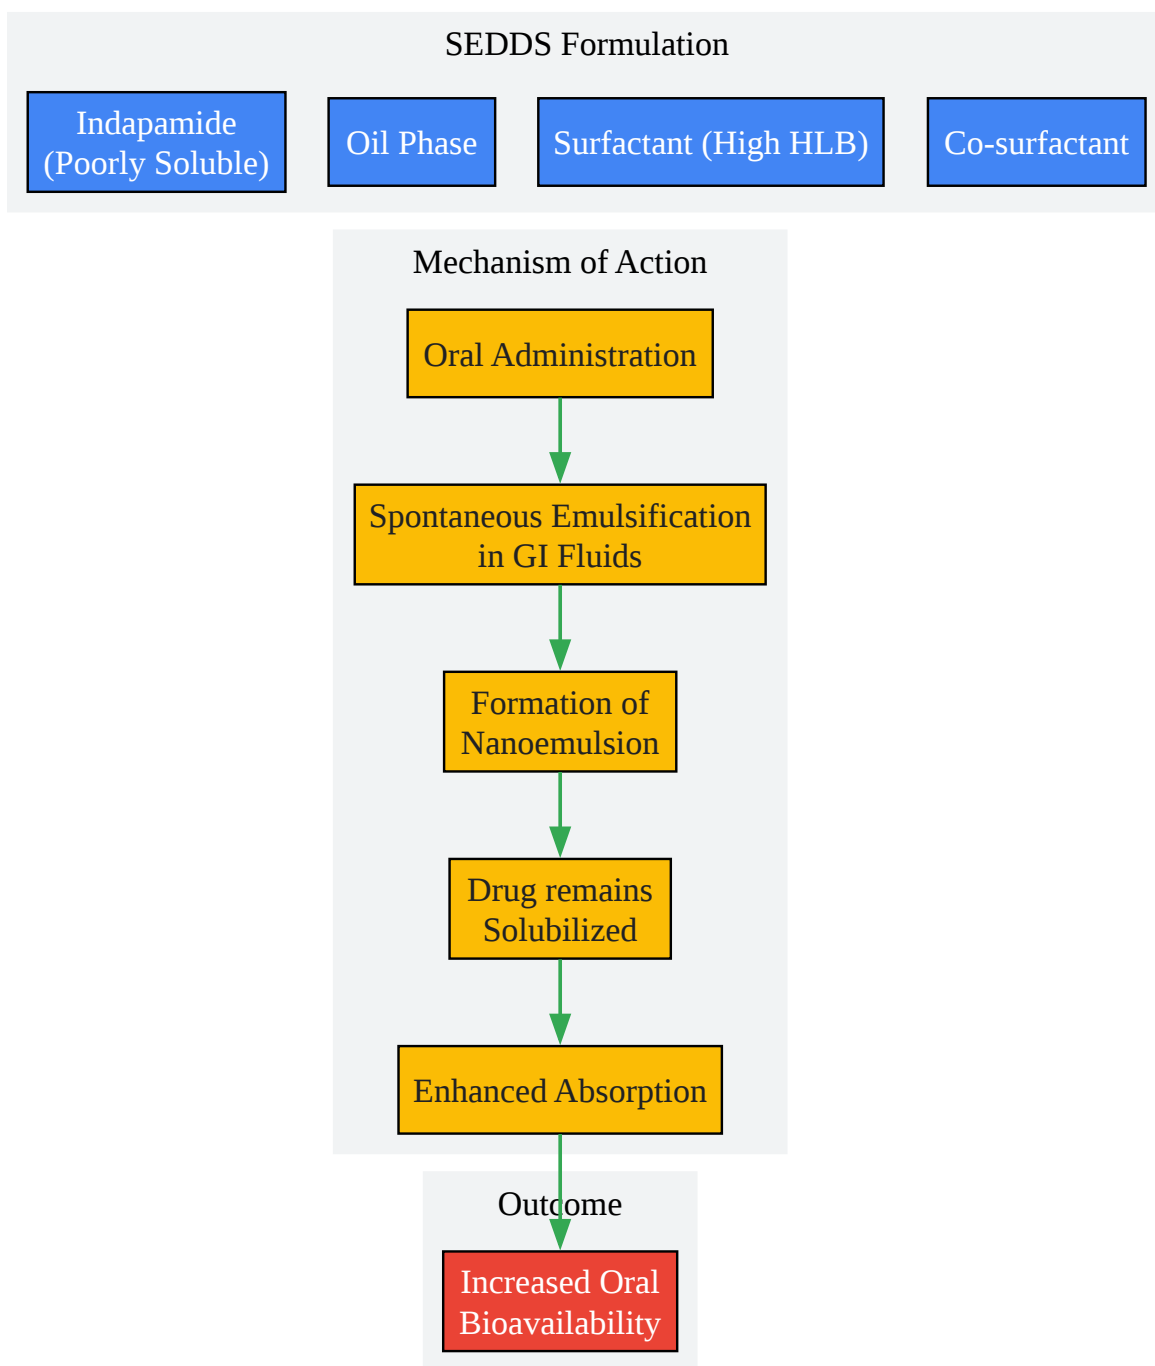 SEDDS Formulation
Indapamide
(Poorly Soluble)
Oil Phase
Surfactant (High HLB)
Co-surfactant
Mechanism of Action
Oral Administration
Spontaneous Emulsification
in GI Fluids
Formation of
Nanoemulsion
Drug remains
Solubilized
Enhanced Absorption
Outcome
Increased Oral
Bioavailability